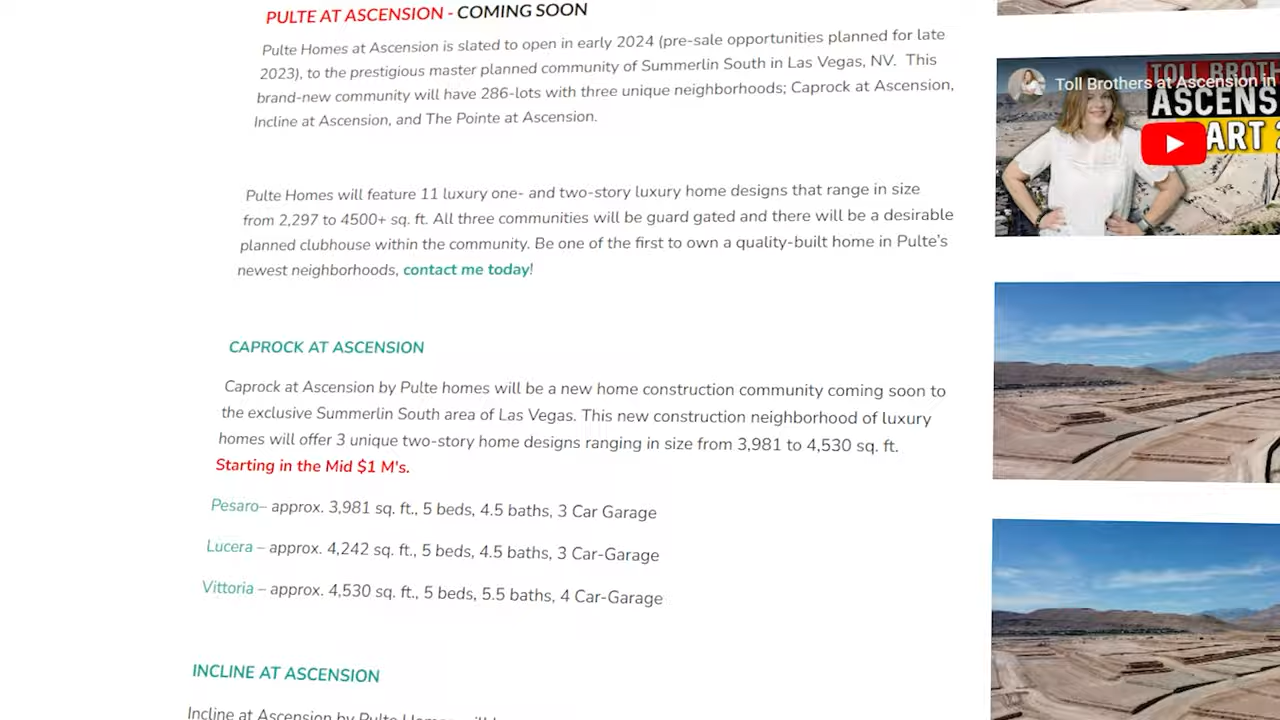 PULTE AT ASCENSION - COMING SOON
Pulte Homes at Ascension is slated to open in early 2024 (pre-sale opportunities planned for late
2023), to the prestigious master planned community of Summerlin South in Las Vegas, NV. This
brand-new community will have 286-lots with three unique neighborhoods; Caprock at Ascension,
Incline at Ascension, and The Pointe at Ascension.
Pulte Homes will feature 11 luxury one- and two-story luxury home designs that range in size
from 2,297 to 4500+ sq. ft. All three communities will be guard gated and there will be a desirable
planned clubhouse within the community. Be one of the first to own a quality-built home in Pulte's
newest neighborhoods, contact me today!
CAPROCK AT ASCENSION
Caprock at Ascension by Pulte homes will be a new home construction community coming soon to
the exclusive Summerlin South area of Las Vegas. This new construction neighborhood of luxury
homes will offer 3 unique two-story home designs ranging in size from 3,981 to 4,530 sq. ft.
Starting in the Mid $1 M's.
Pesaro– approx. 3,981 sq. ft., 5 beds, 4.5 baths, 3 Car Garage
Lucera – approx. 4,242 sq. ft., 5 beds, 4.5 baths, 3 Car-Garage
Vittoria – approx. 4,530 sq. ft., 5 beds, 5.5 baths, 4 Car-Garage
INCLINE AT ASCENSION
Incline at Ascension by Pulte
Toll Brothers at Ascension in
TOLL BROTH
ASCENS
ART 2